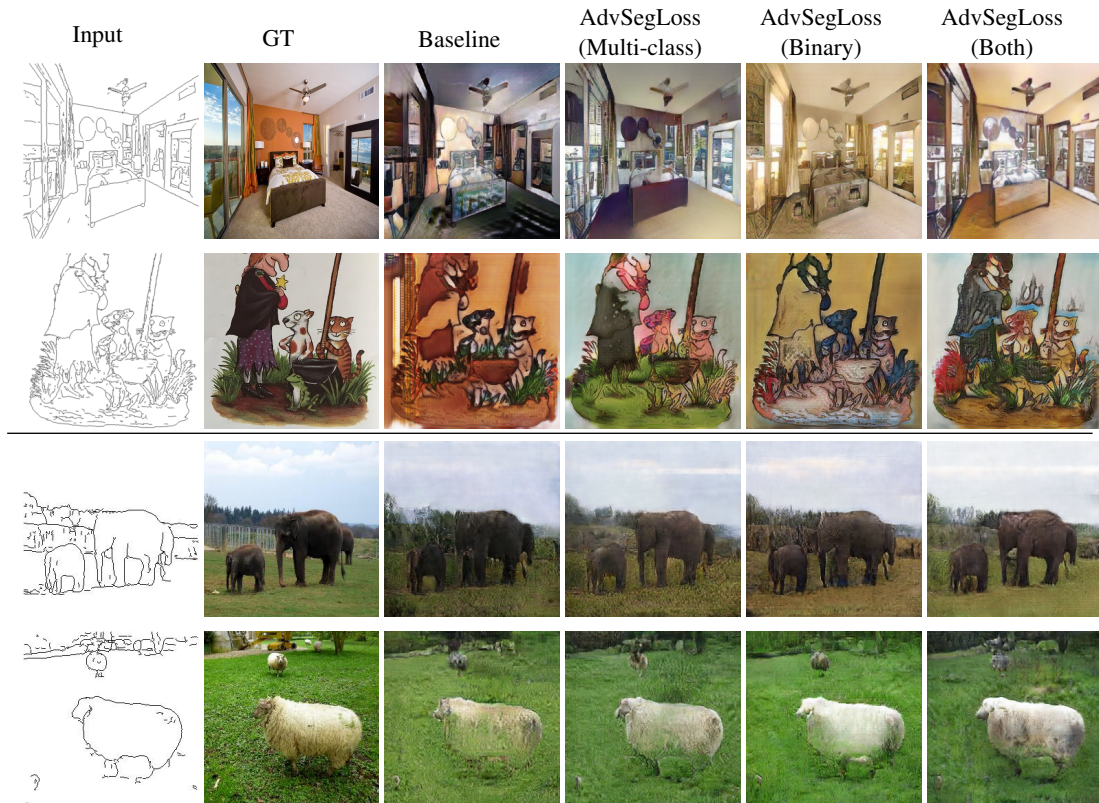 Input
GT
Baseline
AdvSegLoss
(Multi-class)
AdvSegLoss
(Binary)
AdvSegLoss
(Both)